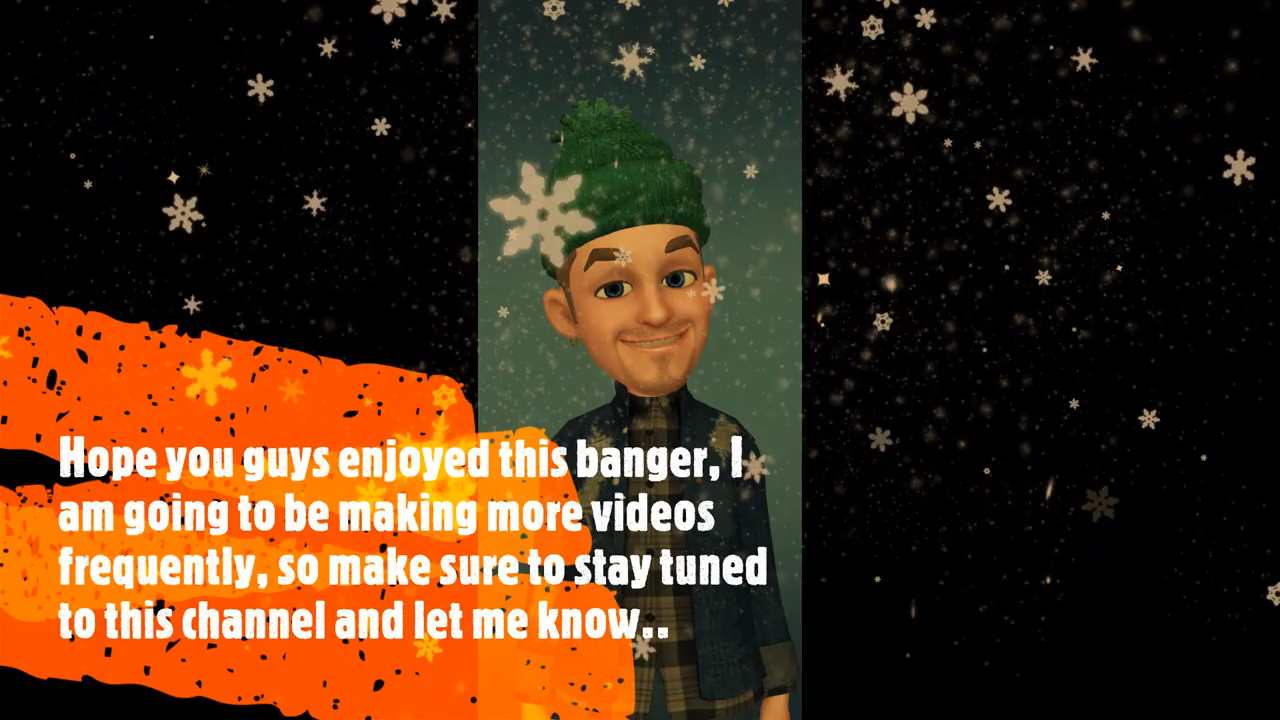 Hope you guys enjoyed this banger, I
am going to be making more videos
frequently, so make sure to stay tuned
to this channel and let me know..